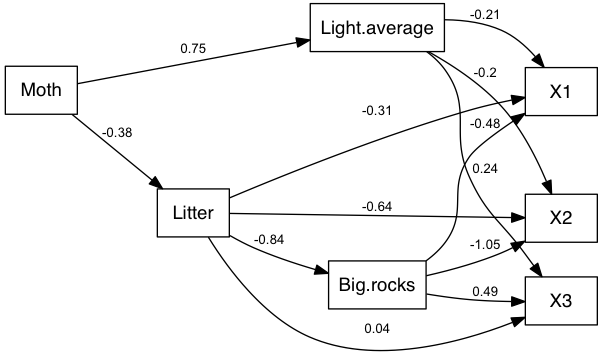 Light.average
-0.21
0.75
-0.2
Moth
X1
-0.31
-0.48
-0.38
0.24
Litter
-0.64
X2
-0.84
-1.05
Big.rocks
0.49
X3
0.04